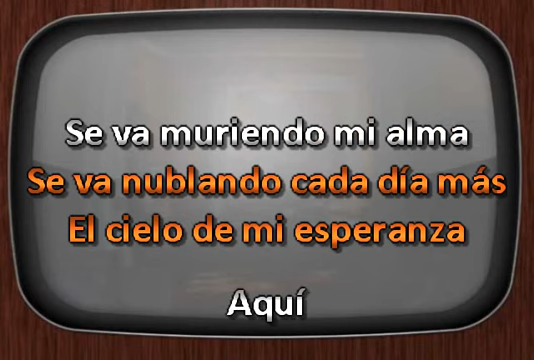 Se va muriendo mi alma
Se va nublando cada día más
El cielo de mi esperanza
Aquí